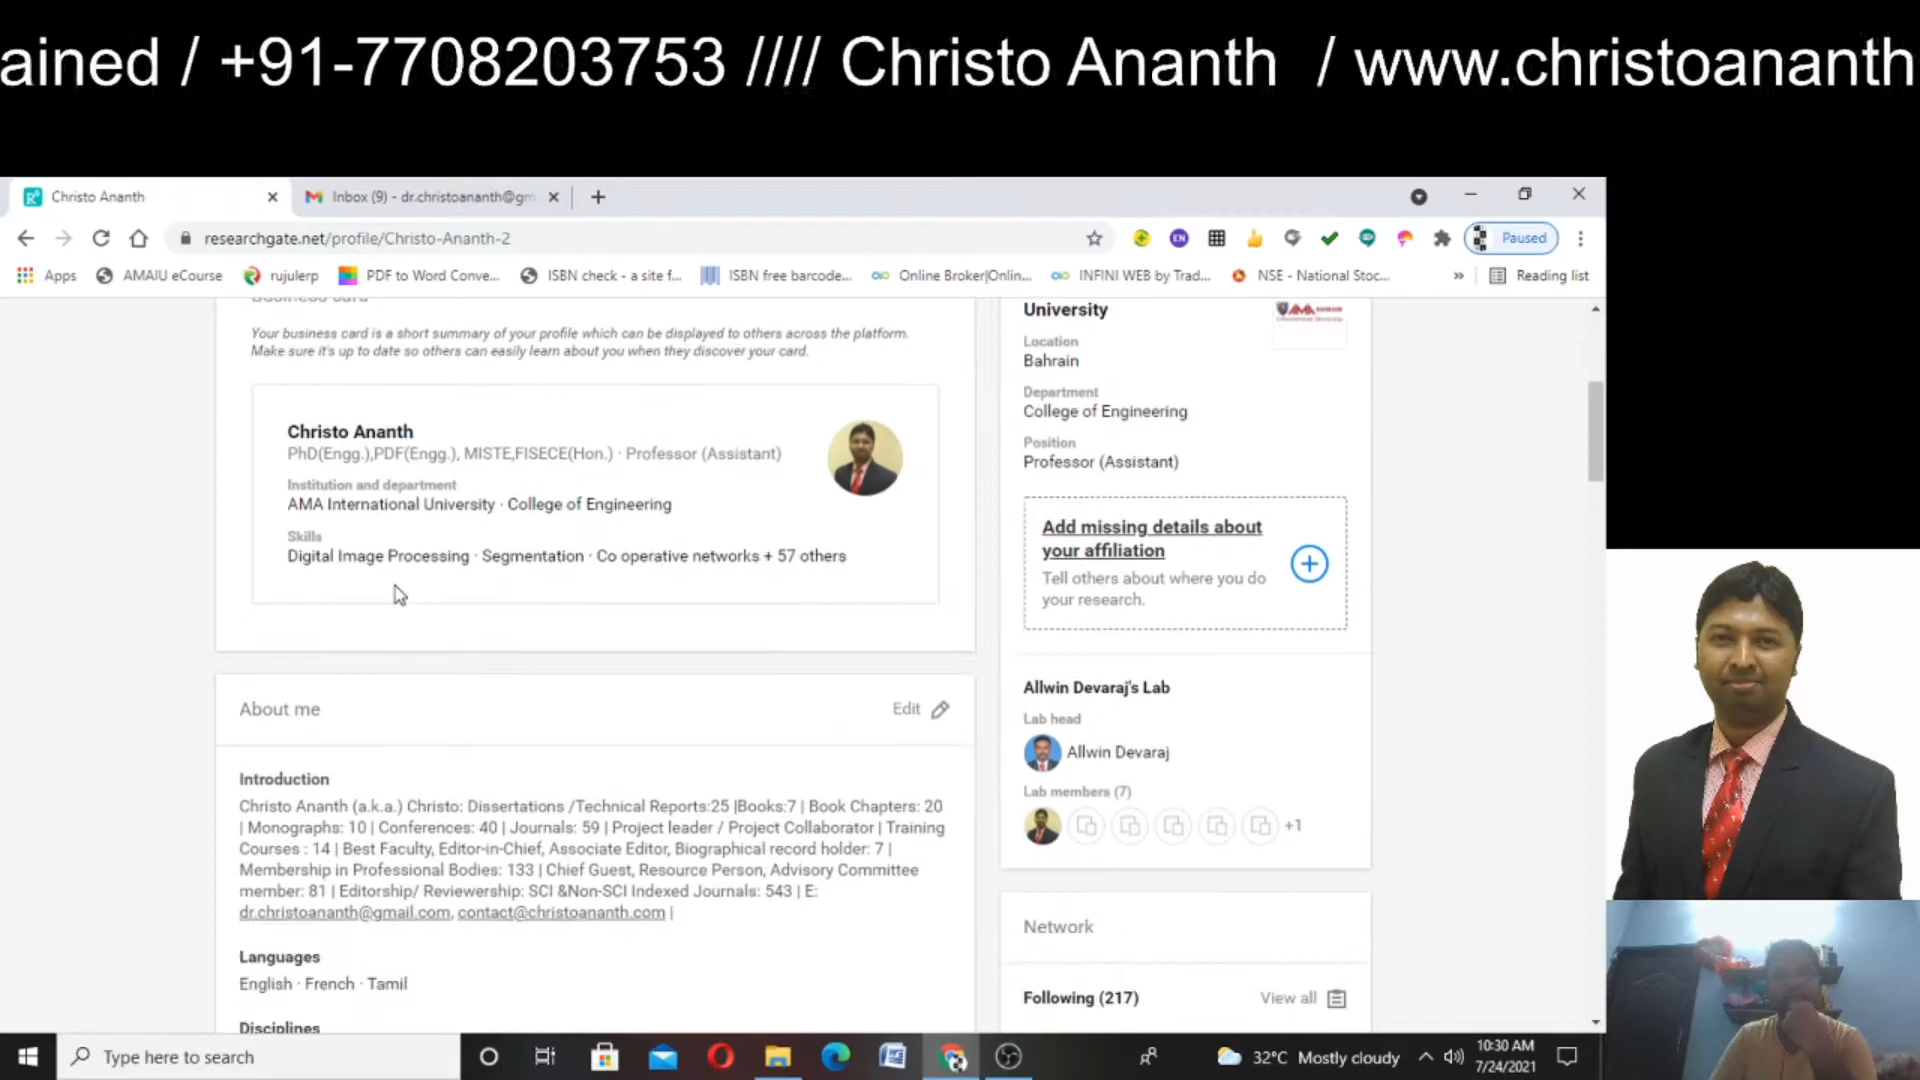 ained / +91-7708203753 //// Christo Ananth / www.christoananth
Christo Ananth
Inbox (9) - dr.christoananth@gm
researchgate.net/profile/Christo-Ananth-2
EN
Paused
Apps
AMAIU eCourse
rujulerp
PDF to Word Conve...
ISBN check - a site f...
ISBN free barcode...
Online Broker|Onlin...
INFINI WEB by Trad...
NSE - National Stoc...
»
Reading list
Business card
Your business card is a short summary of your profile which can be displayed to others across the platform.
Make sure it's up to date so others can easily learn about you when they discover your card.
Christo Ananth
PhD(Engg.),PDF(Engg.), MISTE,FISECE(Hon.) · Professor (Assistant)
Institution and department
AMA International University · College of Engineering
Skills
Digital Image Processing · Segmentation · Co operative networks + 57 others
About me
Edit
Introduction
Christo Ananth (a.k.a.) Christo: Dissertations /Technical Reports:25 |Books:7 | Book Chapters: 20
| Monographs: 10 | Conferences: 40 | Journals: 59 | Project leader / Project Collaborator | Training
Courses : 14 | Best Faculty, Editor-in-Chief, Associate Editor, Biographical record holder: 7 |
Membership in Professional Bodies: 133 | Chief Guest, Resource Person, Advisory Committee
member: 81 | Editorship/ Reviewership: SCI &Non-SCI Indexed Journals: 543 | E:
dr.christoananth@gmail.com, contact@christoananth.com |
Languages
English · French · Tamil
Disciplines
University
Location
Bahrain
Department
College of Engineering
Position
Professor (Assistant)
Add missing details about
your affiliation
Tell others about where you do
your research.
Allwin Devaraj's Lab
Lab head
Allwin Devaraj
Lab members (7)
+1
Network
Following (217)
View all
Type here to search
32°C Mostly cloudy
10:30 AM
7/24/2021